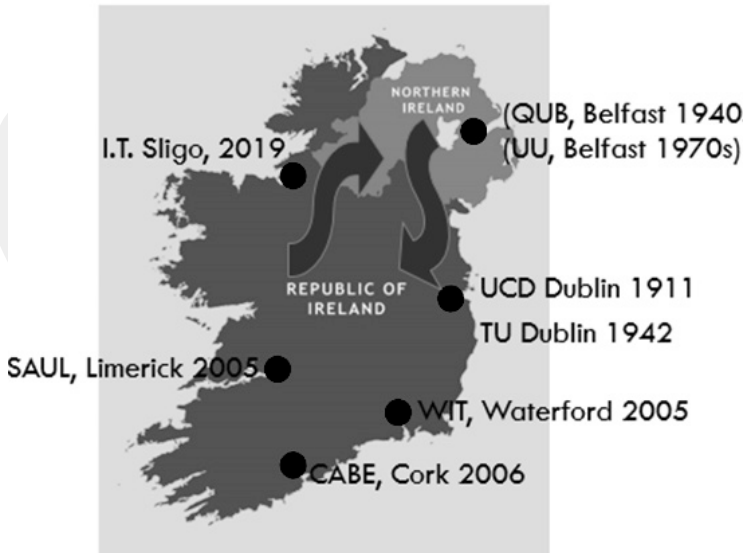 NORTHERN
IRELAND
(QUB, Belfast 1940
(UU, Belfast 1970s)
I.T. Sligo, 2019
REPUBLIC OF
IRELAND
UCD Dublin 1911
TU Dublin 1942
SAUL, Limerick 2005
WIT, Waterford 2005
CABE, Cork 2006